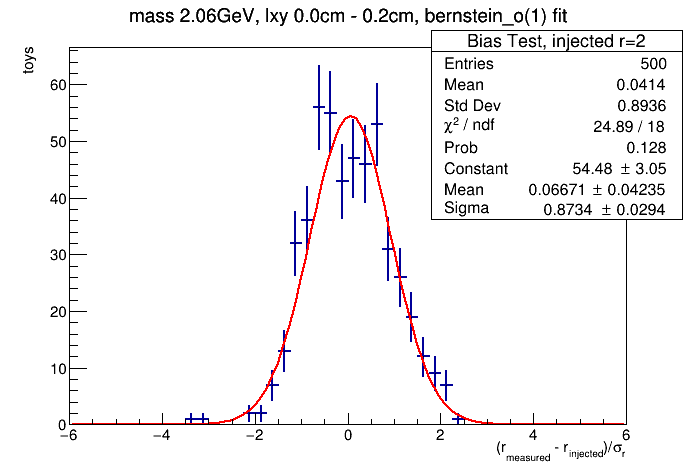 mass 2.06GeV, lxy 0.0cm - 0.2cm, bernstein_o(1) fit
toys
Bias Test, injected r=2
Entries 500
Mean 0.0414
Std Dev 0.8936
χ² / ndf 24.89 / 18
Prob 0.128
Constant 54.48 ± 3.05
Mean 0.06671 ± 0.04235
Sigma 0.8734 ± 0.0294
60
50
40
30
20
10
0
−6 −4 −2 0 2 4 6
(r_measured - r_injected)/σ_r